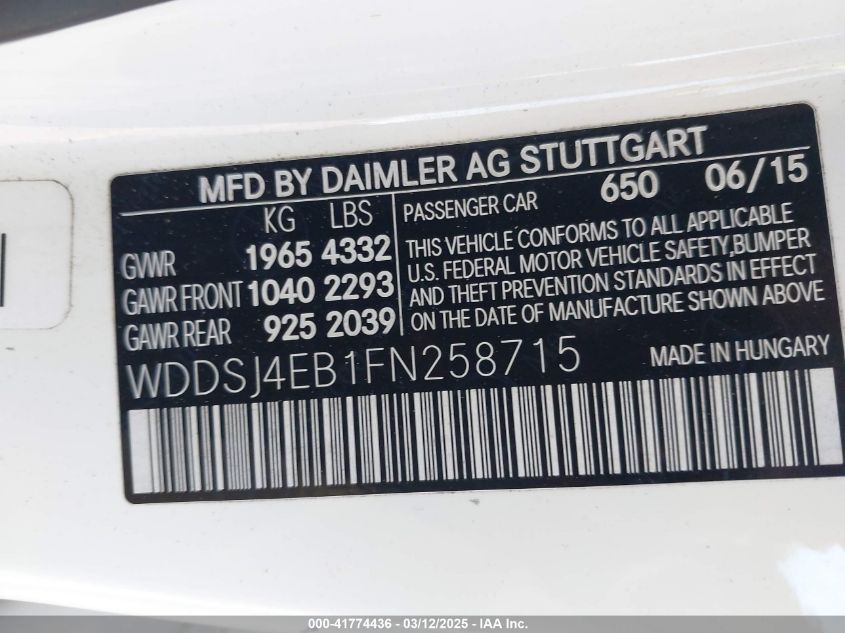 MFD BY DAIMLER AG STUTTGART
KG LBS
GVWR 1965 4332
GAWR FRONT 1040 2293
GAWR REAR 925 2039
PASSENGER CAR 650 06/15
THIS VEHICLE CONFORMS TO ALL APPLICABLE
U.S. FEDERAL MOTOR VEHICLE SAFETY,BUMPER
AND THEFT PREVENTION STANDARDS IN EFFECT
ON THE DATE OF MANUFACTURE SHOWN ABOVE
WDDSJ4EB1FN258715 MADE IN HUNGARY
000-41774436 - 03/12/2025 - IAA Inc.